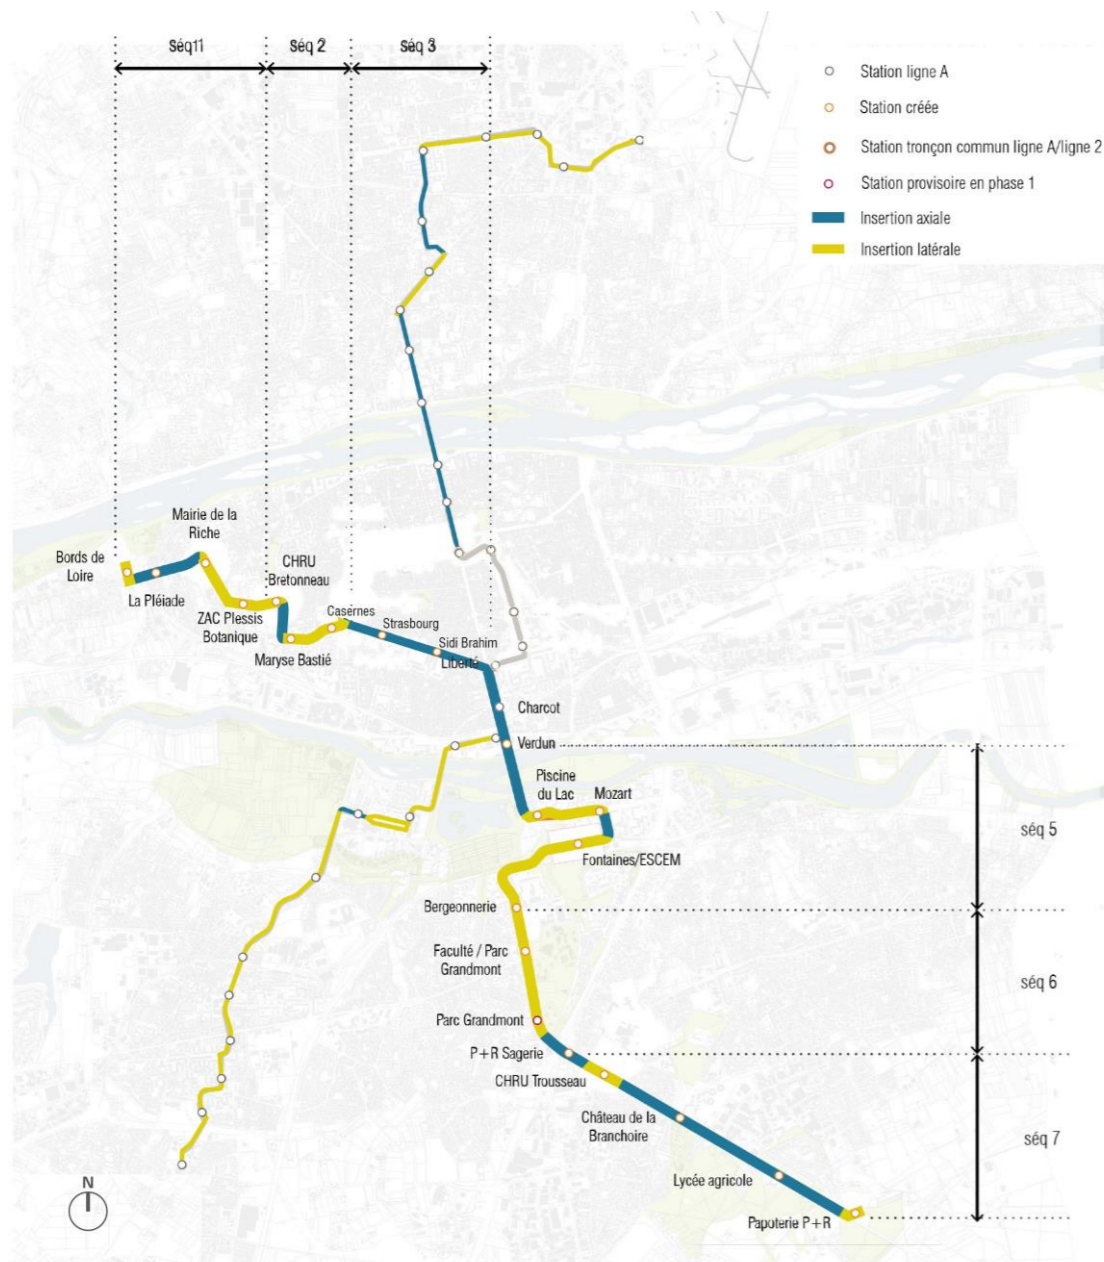 Séq11
Séq 2
Séq 3
Station ligne A
Station créée
Station tronçon commun ligne A/ligne 2
Station provisoire en phase 1
Insertion axiale
Insertion latérale
Mairie de la
Riche
Bords de
Loire
La Pléiade
CHRU
Bretonneau
ZAC Plessis
Botanique
Maryse Bastié
Casernes
Strasbourg
Sidi Brahim
Liberté
Charcot
Verdun
Piscine
du Lac
Mozart
Fontaines/ESCEM
séq 5
Bergeonnerie
Faculté / Parc
Grandmont
séq 6
Parc Grandmont
P+R Sagerie
CHRU Trousseau
Château de la
Branchoire
séq 7
Lycée agricole
Papoterie P+R
N